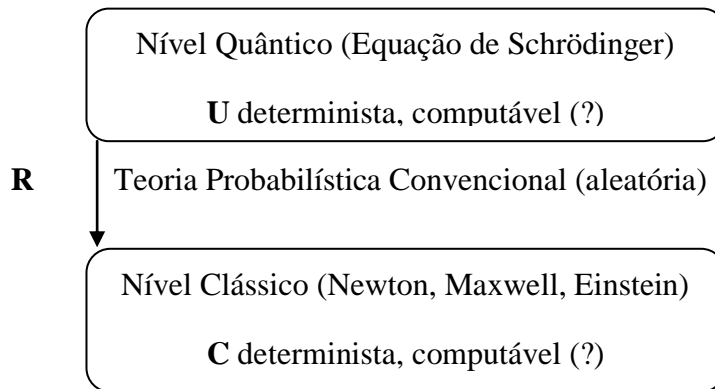 Nível Quântico (Equação de Schrödinger)
U determinista, computável (?)
R Teoria Probabilística Convencional (aleatória)
Nível Clássico (Newton, Maxwell, Einstein)
C determinista, computável (?)